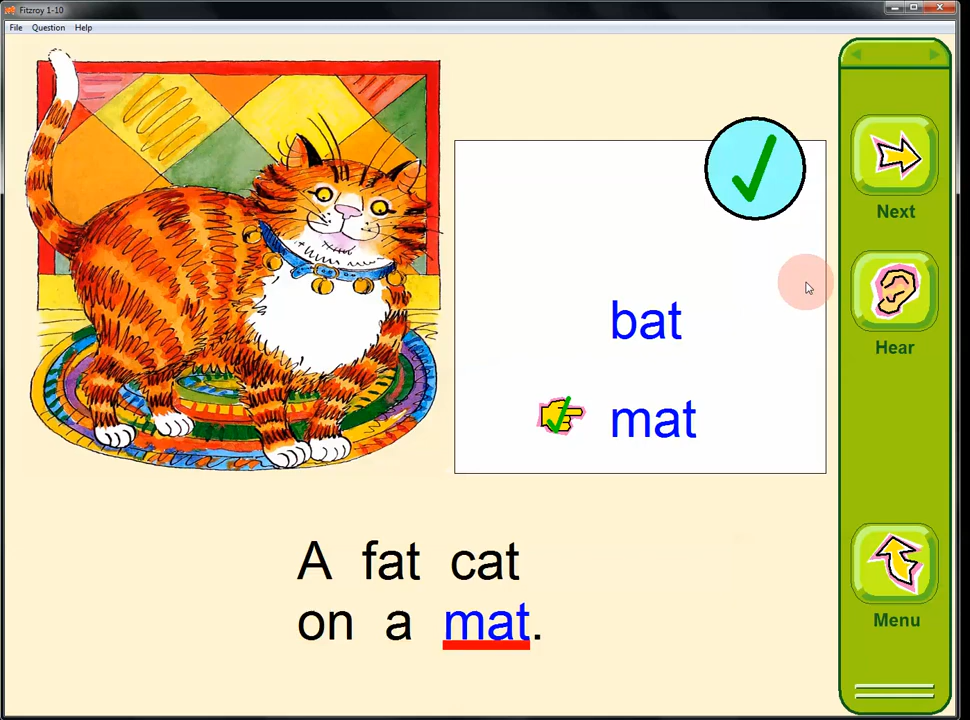 Fitzroy 1-10
File Question Help
bat
mat
A fat cat
on a mat.
Next
Hear
Menu